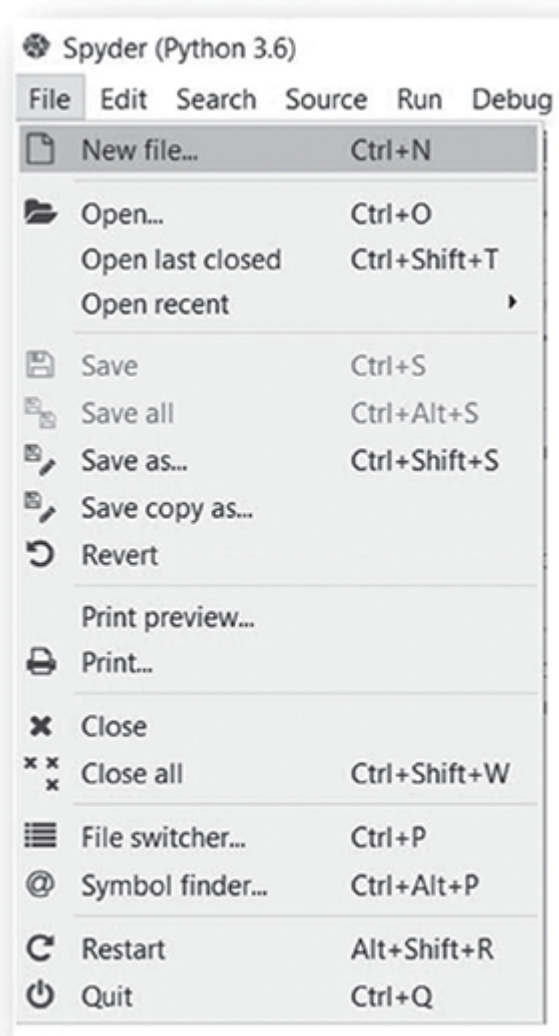 Spyder (Python 3.6)
File Edit Search Source Run Debug
New file... Ctrl+N
Open... Ctrl+O
Open last closed Ctrl+Shift+T
Open recent
Save Ctrl+S
Save all Ctrl+Alt+S
Save as... Ctrl+Shift+S
Save copy as...
Revert
Print preview...
Print...
Close
Close all Ctrl+Shift+W
File switcher... Ctrl+P
@ Symbol finder... Ctrl+Alt+P
Restart Alt+Shift+R
Quit Ctrl+Q